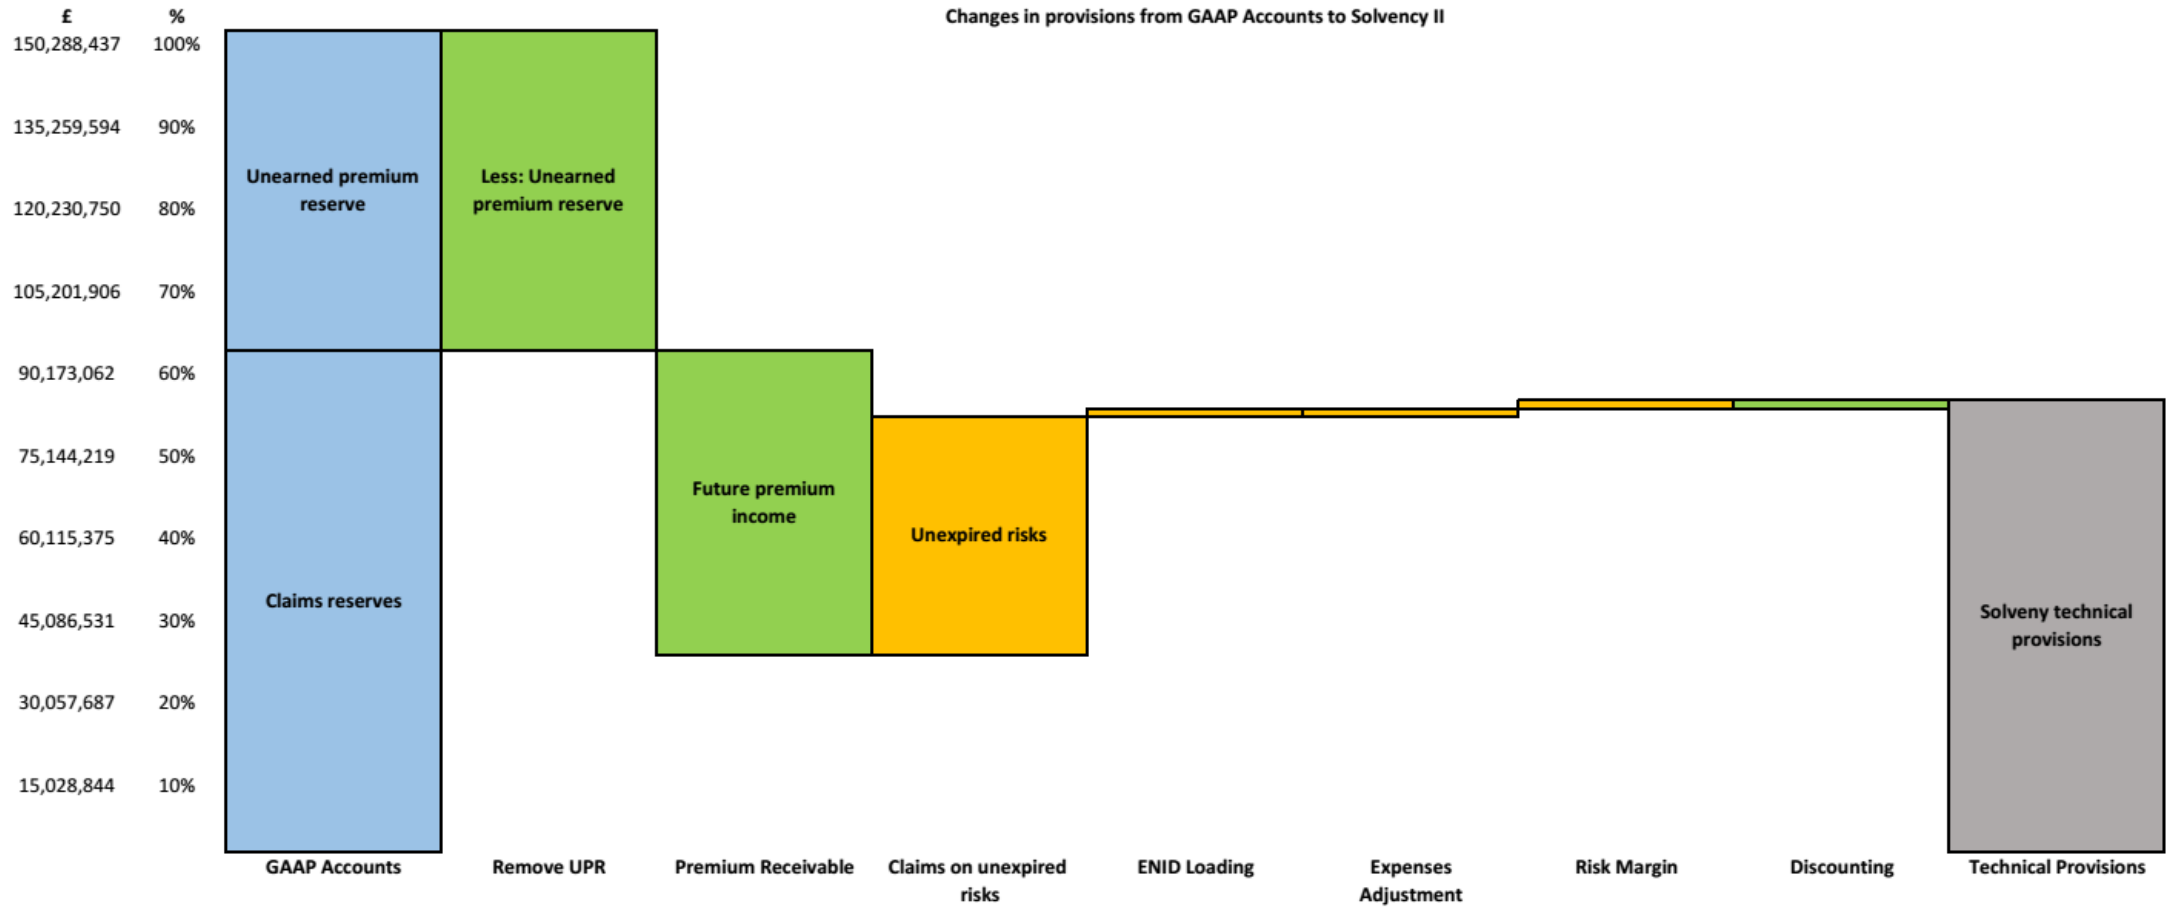 £ % Changes in provisions from GAAP Accounts to Solvency II
150,288,437 100%
135,259,594 90%
Unearned premium
reserve
Less: Unearned
premium reserve
120,230,750 80%
105,201,906 70%
90,173,062 60%
75,144,219 50%
Future premium
income
60,115,375 40%
Unexpired risks
Claims reserves
45,086,531 30%
Solveny technical
provisions
30,057,687 20%
15,028,844 10%
GAAP Accounts
Remove UPR
Premium Receivable
Claims on unexpired
risks
ENID Loading
Expenses
Adjustment
Risk Margin
Discounting
Technical Provisions